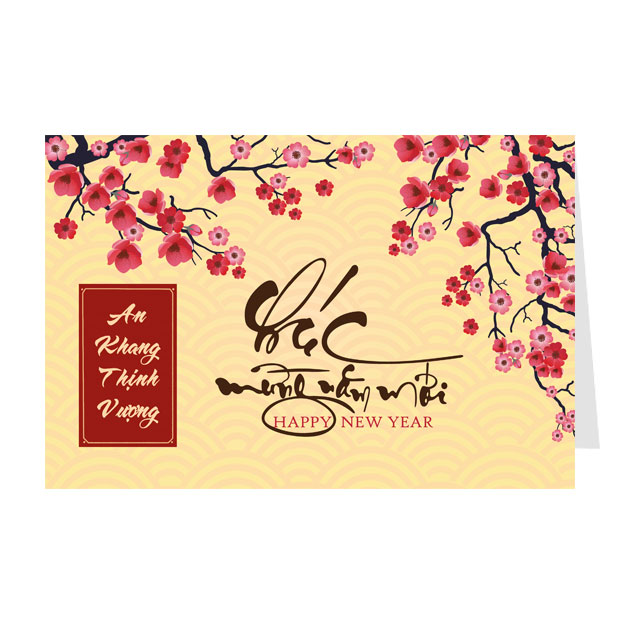 An
Khang
Thịnh
Vượng
Chúc
mừng năm mới
HAPPY NEW YEAR